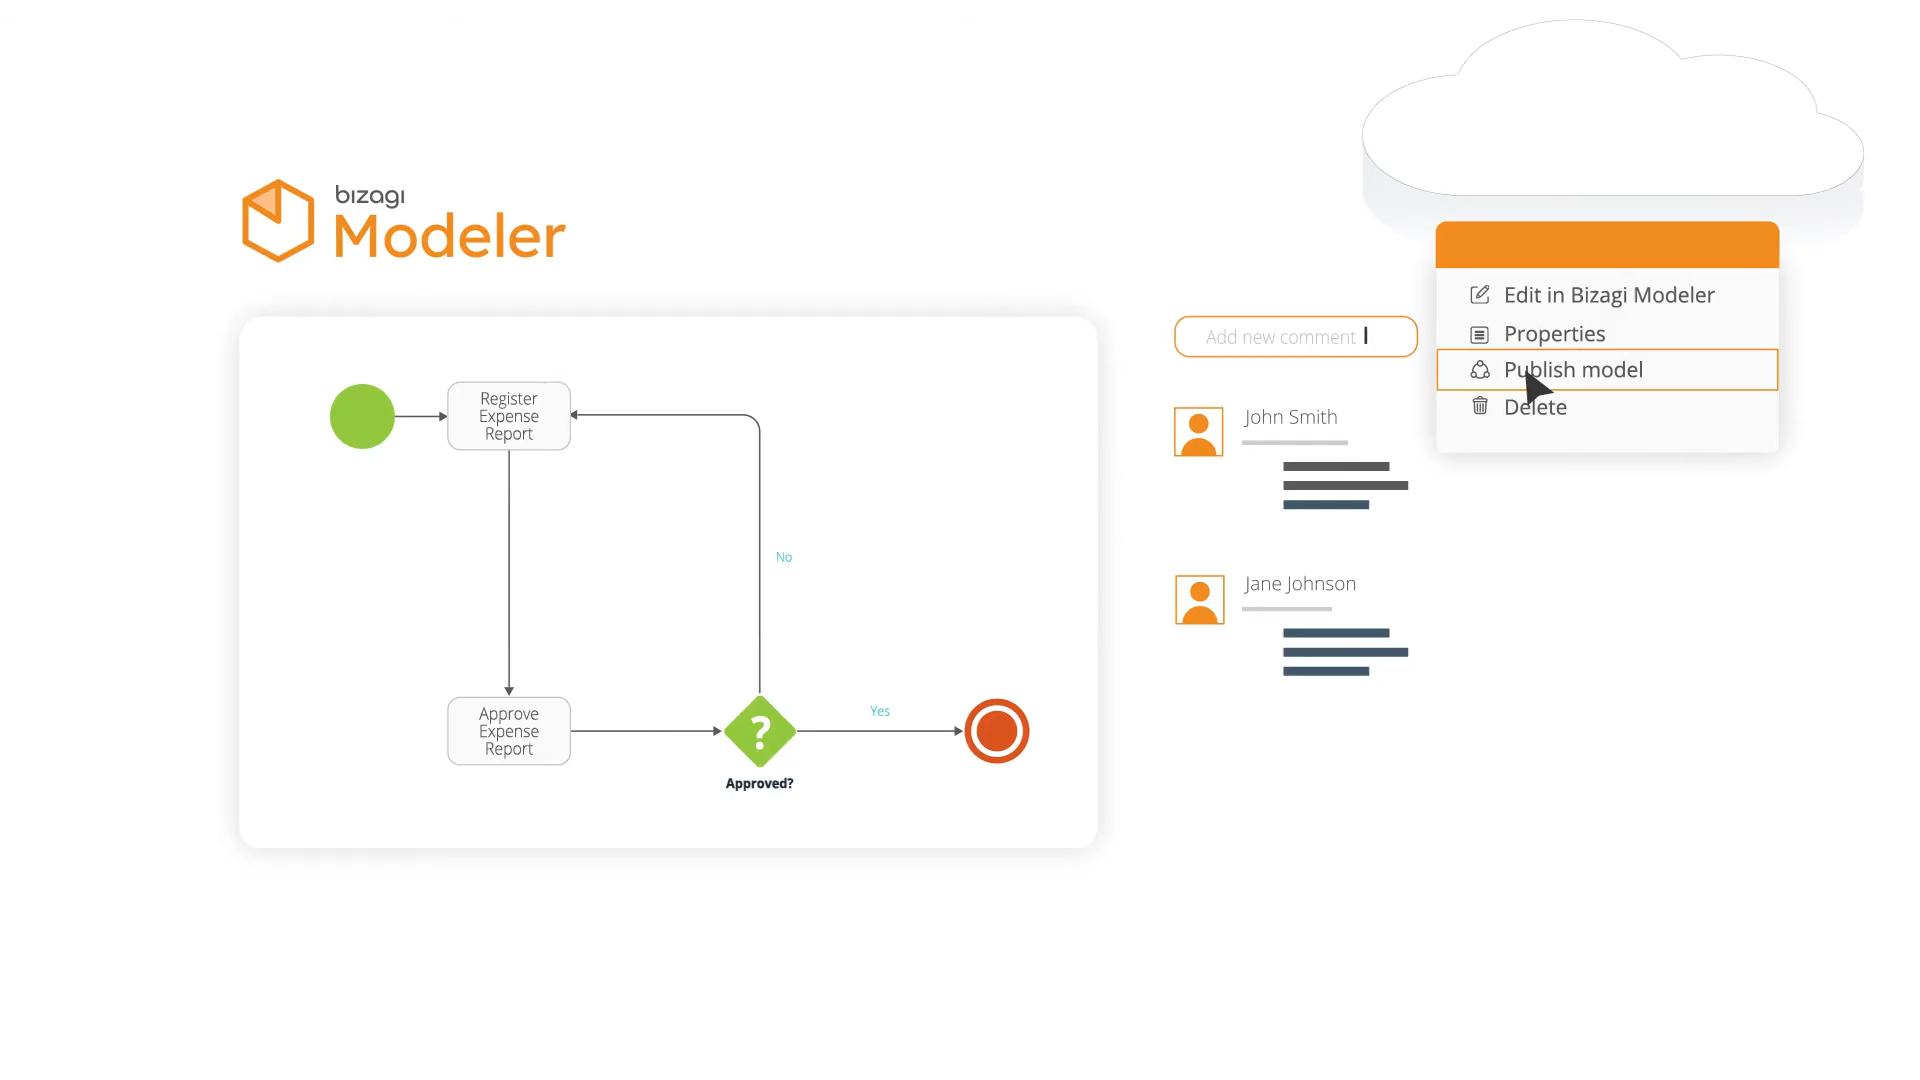 bizagi
Modeler
Register
Expense
Report
No
Approve
Expense
Report
?
Yes
Approved?
Add new comment
John Smith
Jane Johnson
Edit in Bizagi Modeler
Properties
Publish model
Delete